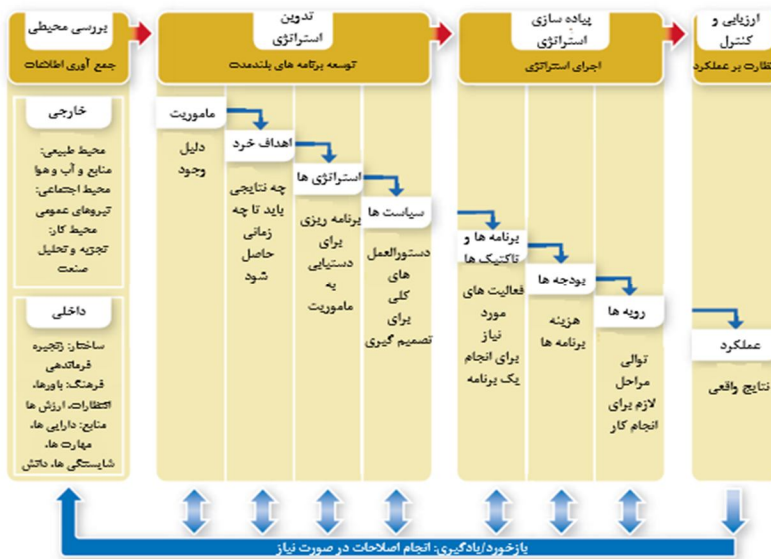 بررسی محیطی
جمع آوری اطلاعات
خارجی
محیط طبیعی:
منابع و آب و هوا
محیط اجتماعی:
نیروهای عمومی
محیط کار:
تجزیه و تحلیل
صنعت
داخلی
ساختار: زنجیره
فرماندهی
فرهنگ: باورها،
انتظارات، ارزش ها
منابع: دارایی ها،
مهارت ها،
شایستگی ها، دانش
تدوین
استراتژی
توسعه برنامه های بلندمدت
ماموریت
دلیل
وجود
اهداف خرد
چه نتایجی
باید تا چه
زمانی
حاصل
شود
استراتژی ها
برنامه ریزی
برای
دستیابی
به
ماموریت
سیاست ها
دستورالعمل
های
کلی
برای
تصمیم گیری
پیاده سازی
استراتژی
اجرای استراتژی
برنامه ها و
تاکتیک ها
فعالیت های
مورد
نیاز
برای انجام
یک برنامه
بودجه ها
هزینه
برنامه ها
رویه ها
توالی
مراحل
لازم برای
انجام کار
ارزیابی و
کنترل
نظارت بر عملکرد
عملکرد
نتایج واقعی
بازخورد/یادگیری: انجام اصلاحات در صورت نیاز